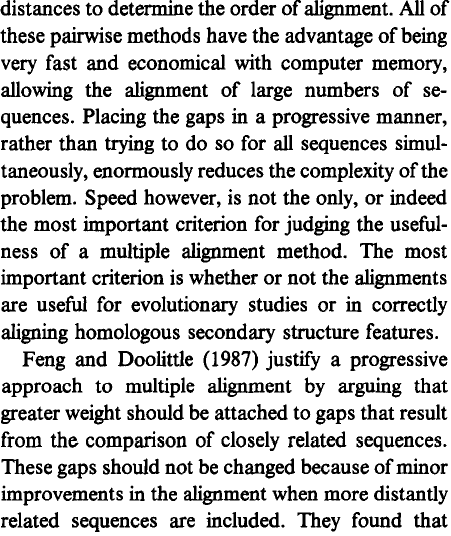 distances to determine the order of alignment. All of
these pairwise methods have the advantage of being
very fast and economical with computer memory,
allowing the alignment of large numbers of se-
quences. Placing the gaps in a progressive manner,
rather than trying to do so for all sequences simul-
taneously, enormously reduces the complexity of the
problem. Speed however, is not the only, or indeed
the most important criterion for judging the useful-
ness of a multiple alignment method. The most
important criterion is whether or not the alignments
are useful for evolutionary studies or in correctly
aligning homologous secondary structure features.
Feng and Doolittle (1987) justify a progressive
approach to multiple alignment by arguing that
greater weight should be attached to gaps that result
from the comparison of closely related sequences.
These gaps should not be changed because of minor
improvements in the alignment when more distantly
related sequences are included. They found that